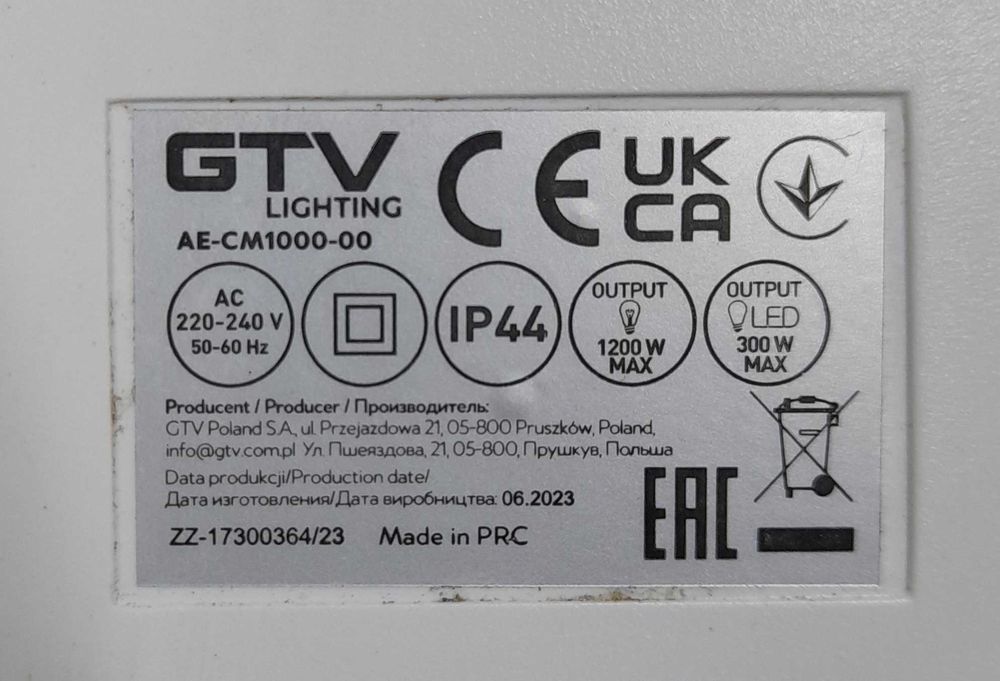 GTV
LIGHTING
AE-CM1000-00
CE
UK
CA
AC
220-240 V
50-60 Hz
IP44
OUTPUT
1200 W
MAX
OUTPUT
LED
300 W
MAX
Producent / Producer / Производитель:
GTV Poland S.A., ul. Przejazdowa 21, 05-800 Pruszków, Poland,
info@gtv.com.pl Ул. Пшеяздова, 21, 05-800, Прушкув, Польша
Data produkcji/Production date/
Дата изготовления/Дата виробництва: 06.2023
ZZ-17300364/23 Made in PRC
EAC